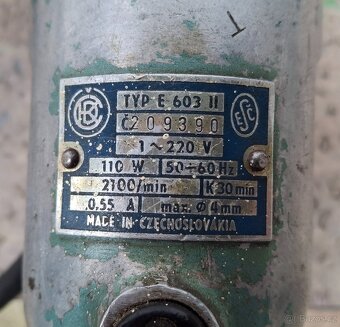 TYP E 603 II
Č 209390
1~220 V
110 W 50-60 Hz
2100/min K 30 min
0.55 A max. Ø 4mm
MADE IN CZECHOSLOVÁKIA